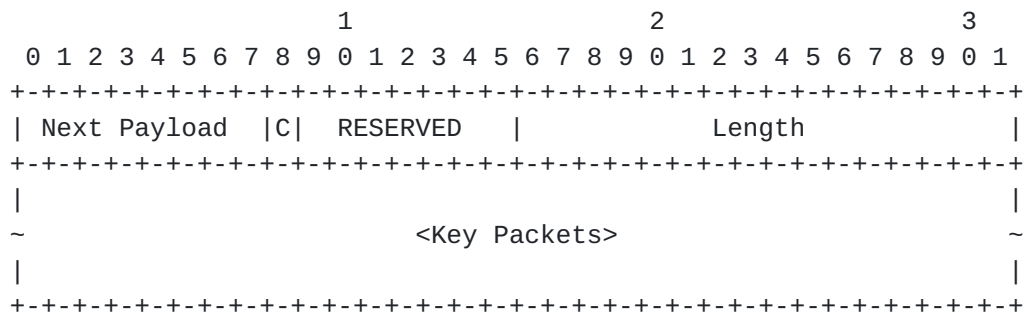 1                   2                   3
 0 1 2 3 4 5 6 7 8 9 0 1 2 3 4 5 6 7 8 9 0 1 2 3 4 5 6 7 8 9 0 1
+-+-+-+-+-+-+-+-+-+-+-+-+-+-+-+-+-+-+-+-+-+-+-+-+-+-+-+-+-+-+-+-+
| Next Payload  |C|  RESERVED   |            Length             |
+-+-+-+-+-+-+-+-+-+-+-+-+-+-+-+-+-+-+-+-+-+-+-+-+-+-+-+-+-+-+-+-+
|                                                               |
~                         <Key Packets>                         ~
|                                                               |
+-+-+-+-+-+-+-+-+-+-+-+-+-+-+-+-+-+-+-+-+-+-+-+-+-+-+-+-+-+-+-+-+